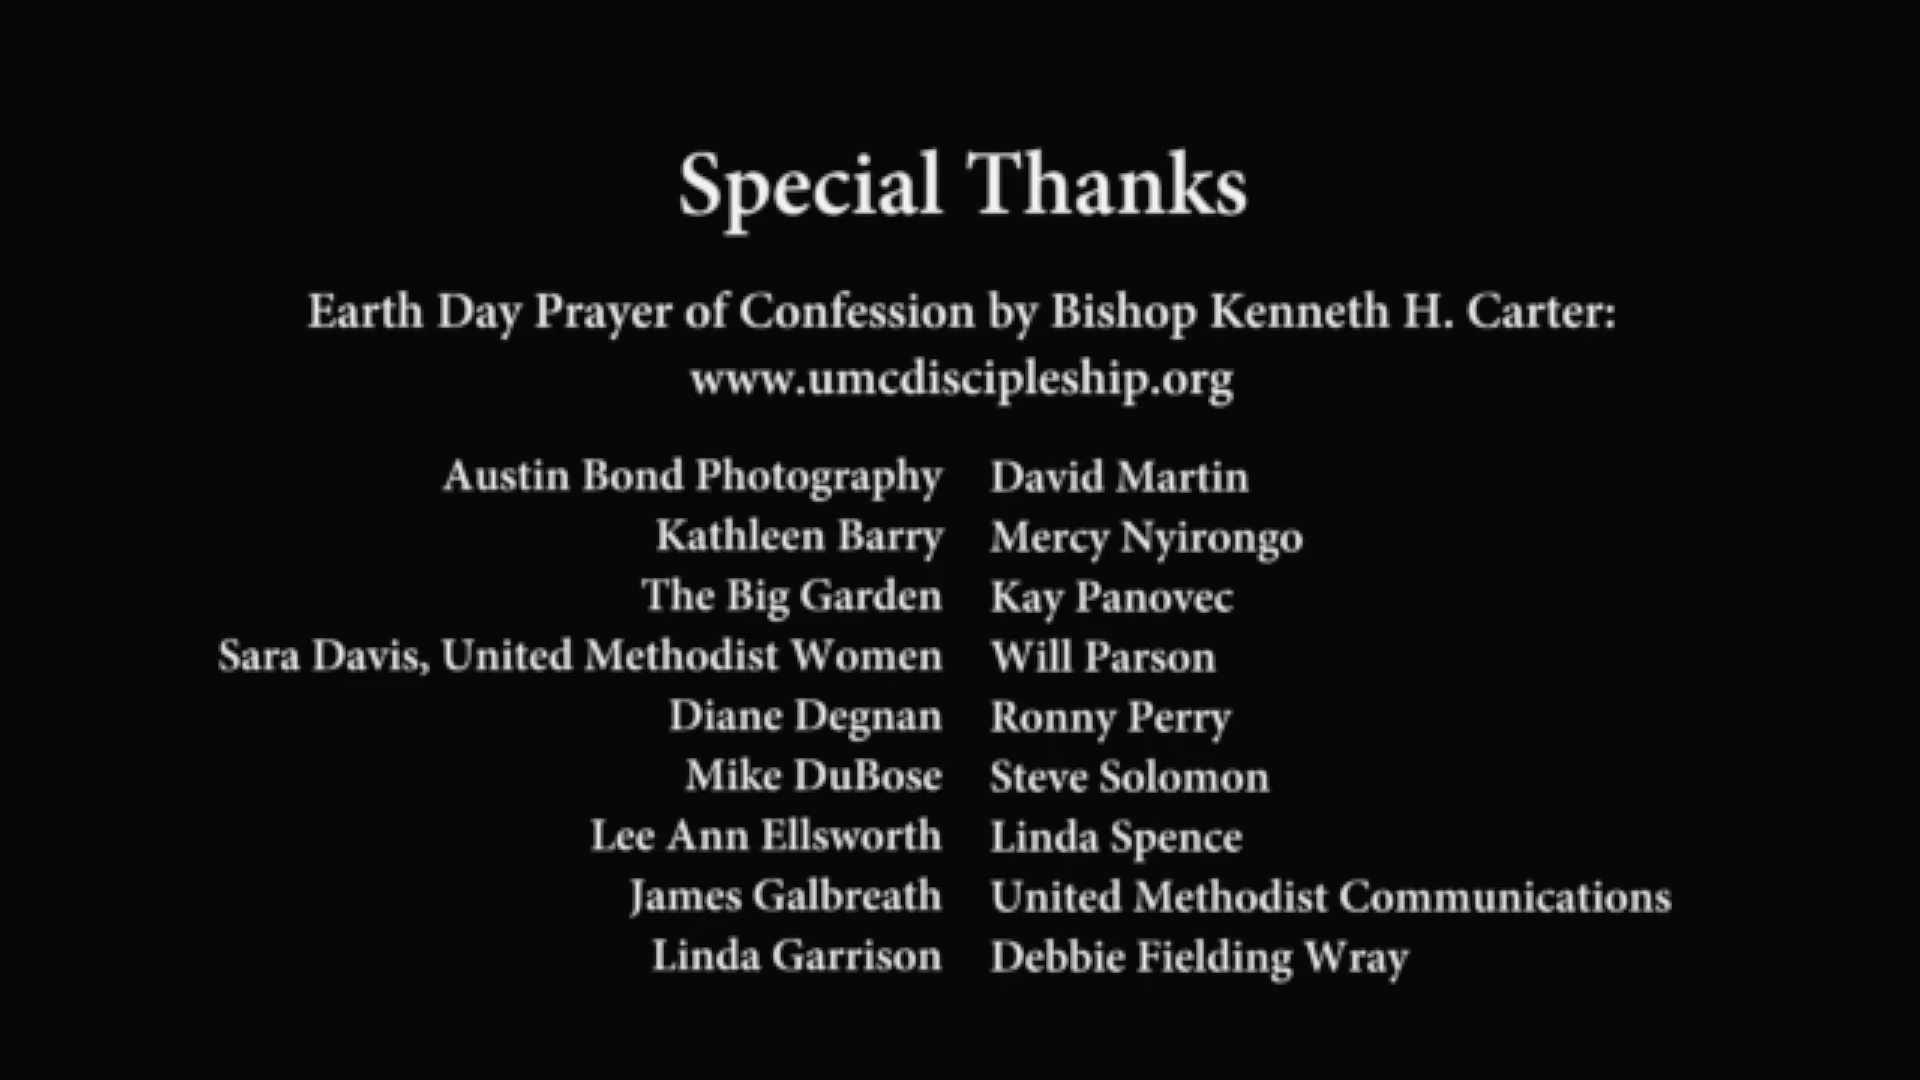 Special Thanks
Earth Day Prayer of Confession by Bishop Kenneth H. Carter:
www.umcdiscipleship.org
Austin Bond Photography
Kathleen Barry
The Big Garden
Sara Davis, United Methodist Women
Diane Degnan
Mike DuBose
Lee Ann Ellsworth
James Galbreath
Linda Garrison
David Martin
Mercy Nyirongo
Kay Panovec
Will Parson
Ronny Perry
Steve Solomon
Linda Spence
United Methodist Communications
Debbie Fielding Wray